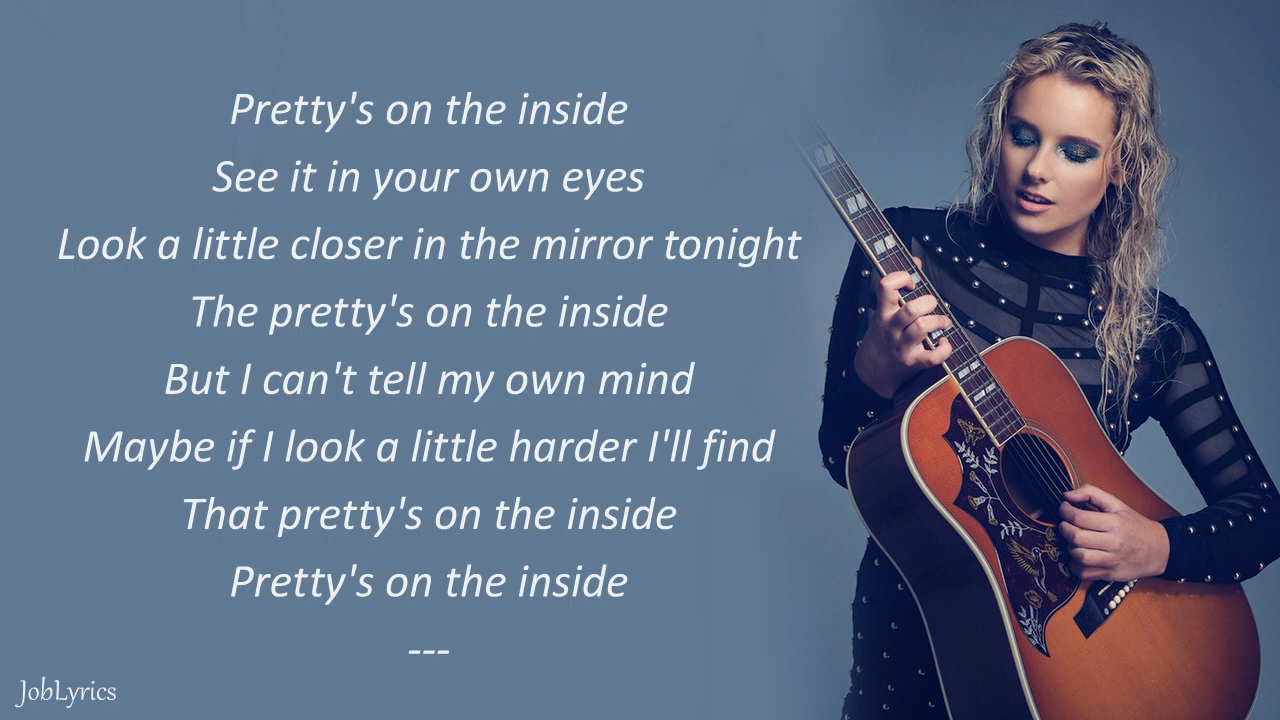 Pretty's on the inside
See it in your own eyes
Look a little closer in the mirror tonight
The pretty's on the inside
But I can't tell my own mind
Maybe if I look a little harder I'll find
That pretty's on the inside
Pretty's on the inside
---
JobLyrics